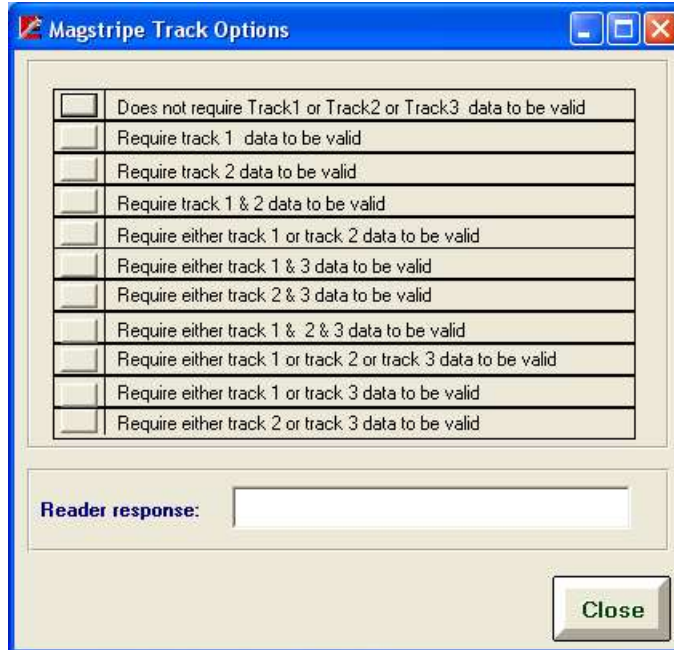 Magstripe Track Options
Does not require Track1 or Track2 or Track3  data to be valid
Require track 1  data to be valid
Require track 2 data to be valid
Require track 1 & 2 data to be valid
Require either track 1 or track 2 data to be valid
Require either track 1 & 3 data to be valid
Require either track 2 & 3 data to be valid
Require either track 1 &  2 & 3 data to be valid
Require either track 1 or track 2 or track 3 data to be valid
Require either track 1 or track 3 data to be valid
Require either track 2 or track 3 data to be valid
Reader response:
Close